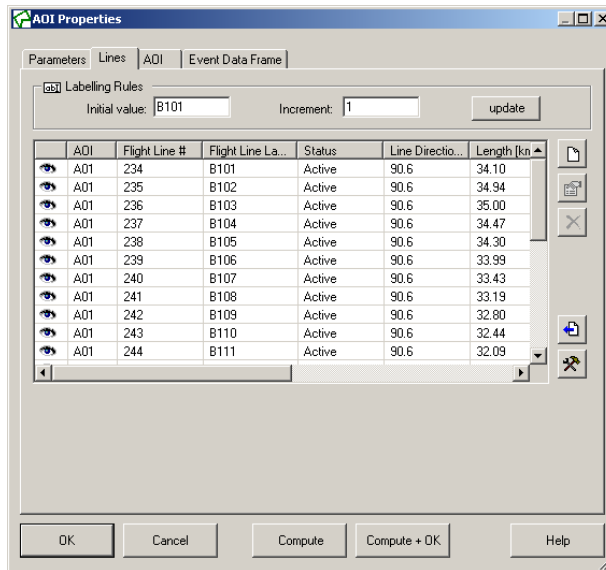 AOI Properties
Parameters Lines AOI Event Data Frame
abI Labelling Rules
Initial value: B101 Increment: 1 update
AOI Flight Line # Flight Line La... Status Line Directio... Length [km
A01 234 B101 Active 90.6 34.10
A01 235 B102 Active 90.6 34.94
A01 236 B103 Active 90.6 35.00
A01 237 B104 Active 90.6 34.47
A01 238 B105 Active 90.6 34.30
A01 239 B106 Active 90.6 33.99
A01 240 B107 Active 90.6 33.43
A01 241 B108 Active 90.6 33.19
A01 242 B109 Active 90.6 32.80
A01 243 B110 Active 90.6 32.44
A01 244 B111 Active 90.6 32.09
OK Cancel Compute Compute + OK Help